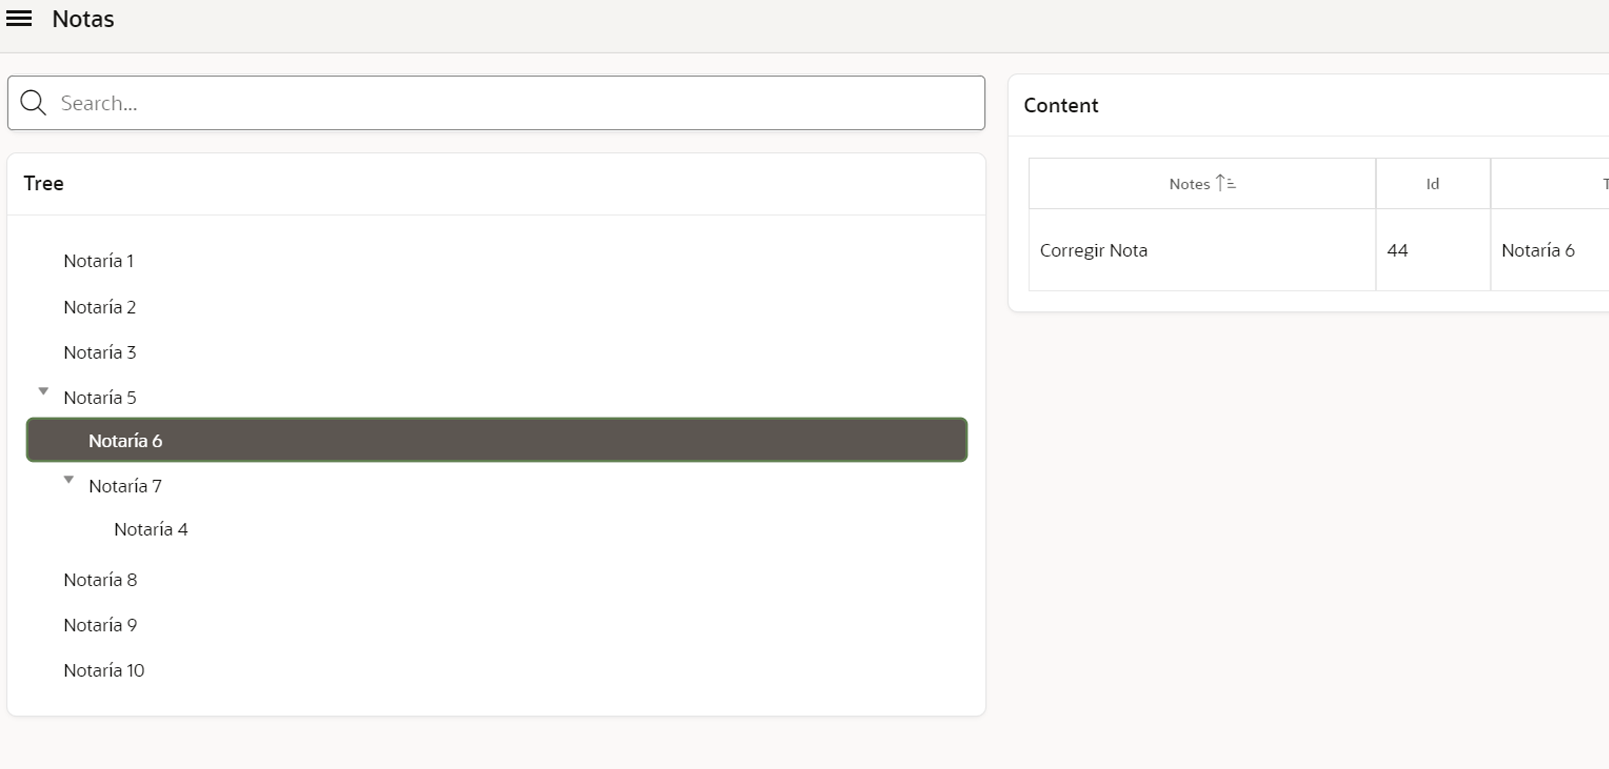 Notas
Search...
Tree
Notaría 1
Notaría 2
Notaría 3
Notaría 5
Notaría 6
Notaría 7
Notaría 4
Notaría 8
Notaría 9
Notaría 10
Content
Notes Id
Corregir Nota 44 Notaría 6